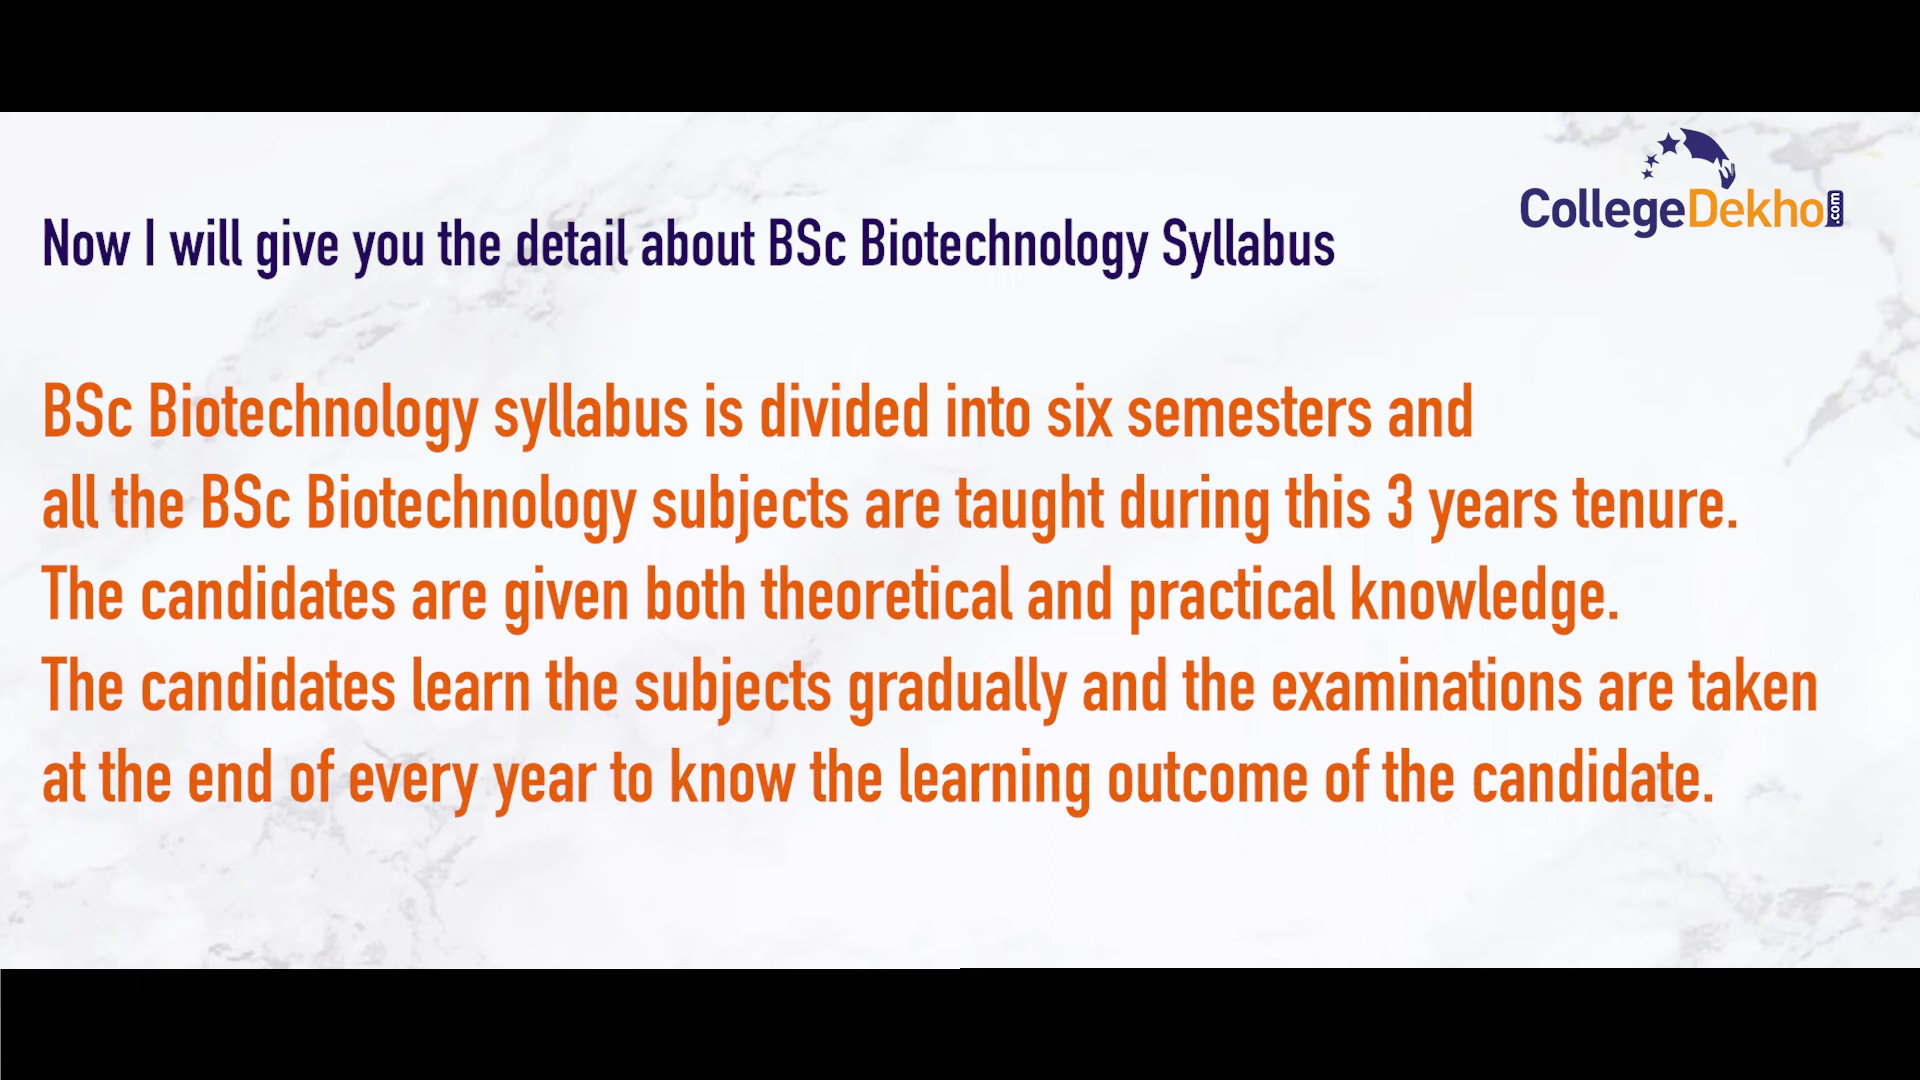 CollegeDekho.com
Now I will give you the detail about BSc Biotechnology Syllabus
BSc Biotechnology syllabus is divided into six semesters and
all the BSc Biotechnology subjects are taught during this 3 years tenure.
The candidates are given both theoretical and practical knowledge.
The candidates learn the subjects gradually and the examinations are taken
at the end of every year to know the learning outcome of the candidate.